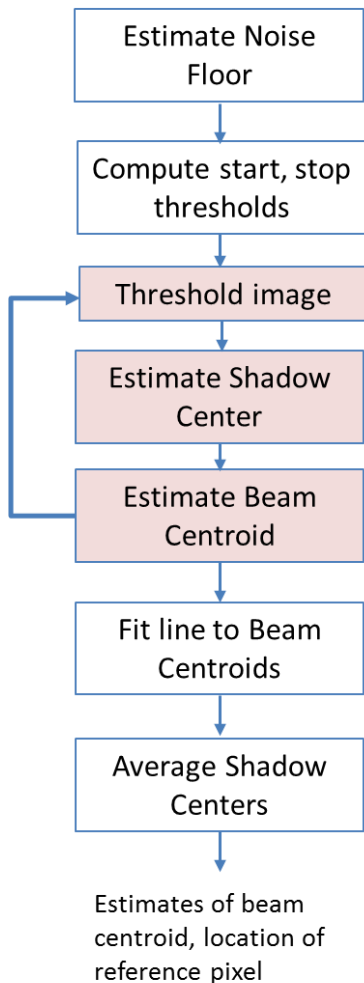 Estimate Noise
Floor
Compute start, stop
thresholds
Threshold image
Estimate Shadow
Center
Estimate Beam
Centroid
Fit line to Beam
Centroids
Average Shadow
Centers
Estimates of beam
centroid, location of
reference pixel